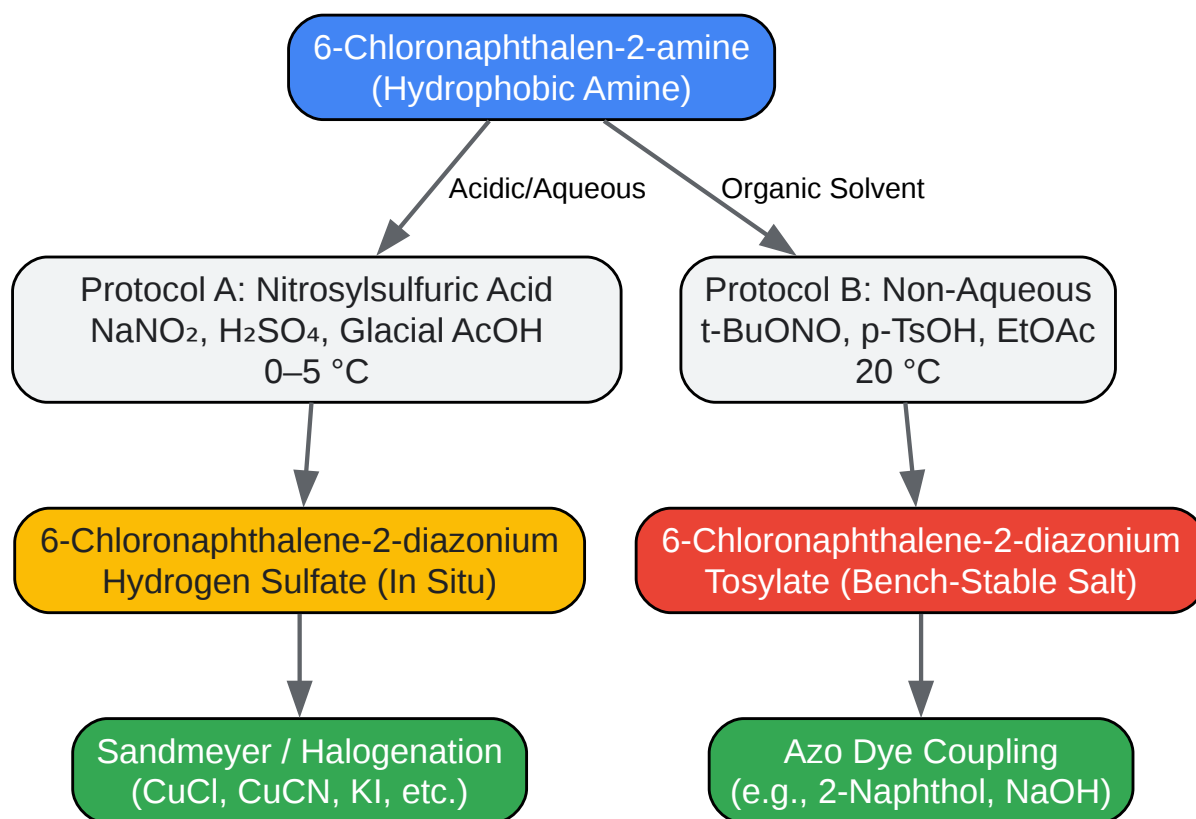 6-Chloronaphthalen-2-amine
(Hydrophobic Amine)
Acidic/Aqueous
Organic Solvent
Protocol A: Nitrosylsulfuric Acid
NaNO₂, H₂SO₄, Glacial AcOH
0–5 °C
Protocol B: Non-Aqueous
t-BuONO, p-TsOH, EtOAc
20 °C
6-Chloronaphthalene-2-diazonium
Hydrogen Sulfate (In Situ)
6-Chloronaphthalene-2-diazonium
Tosylate (Bench-Stable Salt)
Sandmeyer / Halogenation
(CuCl, CuCN, KI, etc.)
Azo Dye Coupling
(e.g., 2-Naphthol, NaOH)